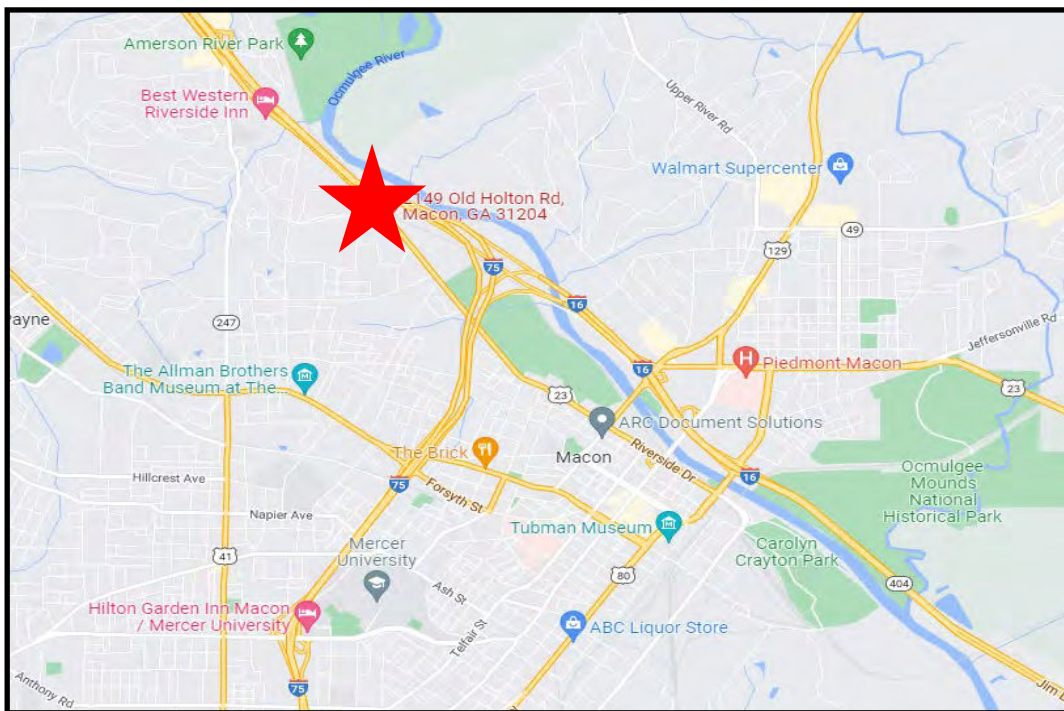 Amerson River Park
Ocmulgee River
Best Western
Riverside Inn
Upper River Rd
Walmart Supercenter
2149 Old Holton Rd,
Macon, GA 31204
49
129
75
16
Payne
247
Jeffersonville Rd
The Allman Brothers
Band Museum at The...
16
Piedmont Macon
23
23
ARC Document Solutions
The Brick
Macon
Riverside Dr
Hillcrest Ave
75
Forsyth St
16
Ocmulgee
Mounds
National
Historical Park
Napier Ave
Tubman Museum
Mercer
University
Carolyn
Crayton Park
41
80
404
Ash St
Hilton Garden Inn Macon
/ Mercer University
Telfair St
ABC Liquor Store
Anthony Rd
75
Jim